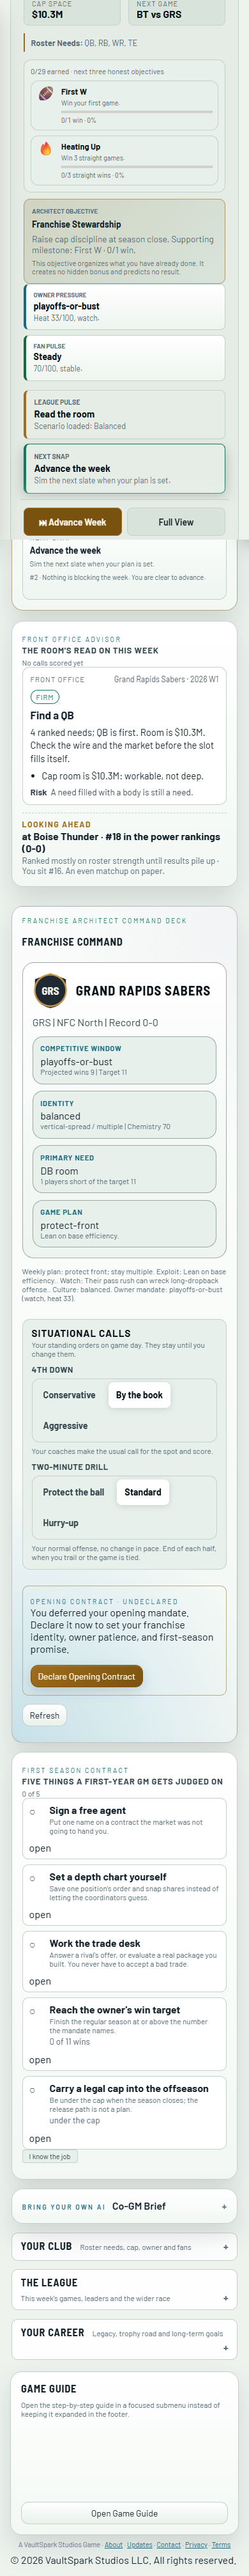 CAP SPACE
$10.3M
NEXT GAME
BT vs GRS
Roster Needs: QB, RB, WR, TE
0/29 earned · next three honest objectives
First W
Win your first game.
0/1 win · 0%
Heating Up
Win 3 straight games.
0/3 straight wins · 0%
ARCHITECT OBJECTIVE
Franchise Stewardship
Raise cap discipline at season close. Supporting
milestone: First W · 0/1 win.
This objective organizes what you have already done. It
creates no hidden bonus and predicts no result.
OWNER PRESSURE
playoffs-or-bust
Heat 33/100, watch.
FAN PULSE
Steady
70/100, stable.
LEAGUE PULSE
Read the room
Scenario loaded: Balanced
NEXT SNAP
Advance the week
Sim the next slate when your plan is set.
⏭ Advance Week
Full View
Advance the week
Sim the next slate when your plan is set.
#2 · Nothing is blocking the week. You are clear to advance.
FRONT OFFICE ADVISOR
THE ROOM'S READ ON THIS WEEK
No calls scored yet
FRONT OFFICE
Grand Rapids Sabers · 2026 W1
FIRM
Find a QB
4 ranked needs; QB is first. Room is $10.3M.
Check the wire and the market before the slot
fills itself.
• Cap room is $10.3M: workable, not deep.
Risk A need filled with a body is still a need.
LOOKING AHEAD
at Boise Thunder · #18 in the power rankings
(0-0)
Ranked mostly on roster strength until results pile up ·
You sit #16. An even matchup on paper.
FRANCHISE ARCHITECT COMMAND DECK
FRANCHISE COMMAND
GRS
GRAND RAPIDS SABERS
GRS | NFC North | Record 0-0
COMPETITIVE WINDOW
playoffs-or-bust
Projected wins 9 | Target 11
IDENTITY
balanced
vertical-spread / multiple | Chemistry 70
PRIMARY NEED
DB room
1 players short of the target 11
GAME PLAN
protect-front
Lean on base efficiency.
Weekly plan: protect front; stay multiple. Exploit: Lean on base
efficiency.. Watch: Their pass rush can wreck long-dropback
offense.. Culture: balanced. Owner mandate: playoffs-or-bust
(watch, heat 33).
SITUATIONAL CALLS
Your standing orders on game day. They stay until you
change them.
4TH DOWN
Conservative
By the book
Aggressive
Your coaches make the usual call for the spot and score.
TWO-MINUTE DRILL
Protect the ball
Standard
Hurry-up
Your normal offense, no change in pace. End of each half,
when you trail or the game is tied.
OPENING CONTRACT · UNDECLARED
You deferred your opening mandate.
Declare it now to set your franchise
identity, owner patience, and first-season
promise.
Declare Opening Contract
Refresh
FIRST SEASON CONTRACT
FIVE THINGS A FIRST-YEAR GM GETS JUDGED ON
0 of 5
○ Sign a free agent
Put one name on a contract the market was not
going to hand you.
open
○ Set a depth chart yourself
Save one position's order and snap shares instead of
letting the coordinators guess.
open
○ Work the trade desk
Answer a rival's offer, or evaluate a real package you
built. You never have to accept a bad trade.
open
○ Reach the owner's win target
Finish the regular season at or above the number
the mandate names.
0 of 11 wins
open
○ Carry a legal cap into the offseason
Be under the cap when the season closes; the
release path is not a plan.
under the cap
open
I know the job
BRING YOUR OWN AI Co-GM Brief +
YOUR CLUB Roster needs, cap, owner and fans +
THE LEAGUE
This week's games, leaders and the wider race +
YOUR CAREER Legacy, trophy road and long-term goals
+
GAME GUIDE
Open the step-by-step guide in a focused submenu instead of
keeping it expanded in the footer.
Open Game Guide
A VaultSpark Studios Game · About · Updates · Contact · Privacy · Terms
© 2026 VaultSpark Studios LLC. All rights reserved.